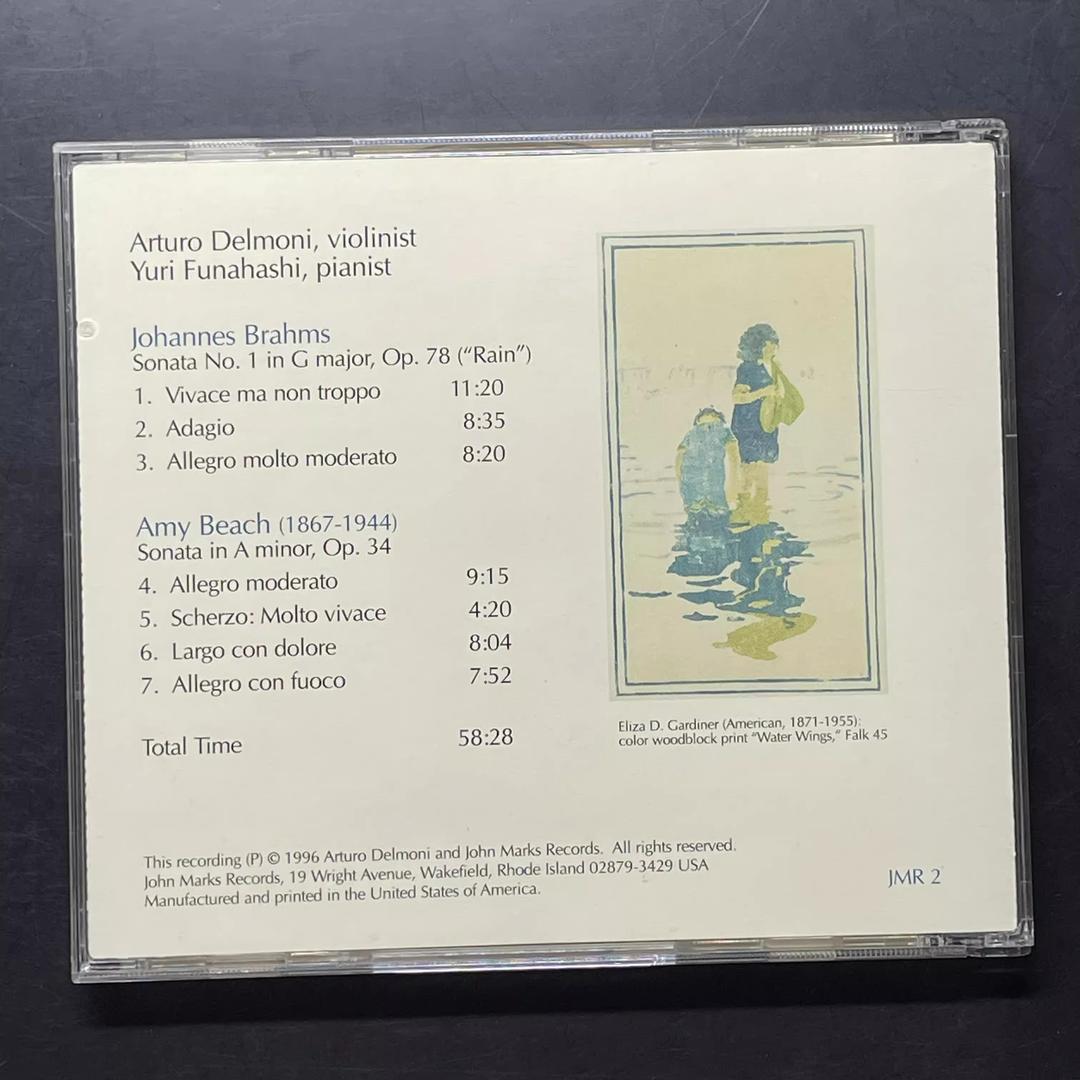 Arturo Delmoni, violinist
Yuri Funahashi, pianist
Johannes Brahms
Sonata No. 1 in G major, Op. 78 (“Rain”)
1. Vivace ma non troppo 11:20
2. Adagio 8:35
3. Allegro molto moderato 8:20
Amy Beach (1867-1944)
Sonata in A minor, Op. 34
4. Allegro moderato 9:15
5. Scherzo: Molto vivace 4:20
6. Largo con dolore 8:04
7. Allegro con fuoco 7:52
Total Time 58:28
Eliza D. Gardiner (American, 1871-1955):
color woodblock print “Water Wings,” Falk 45
This recording (P) © 1996 Arturo Delmoni and John Marks Records. All rights reserved.
John Marks Records, 19 Wright Avenue, Wakefield, Rhode Island 02879-3429 USA
Manufactured and printed in the United States of America.
JMR 2